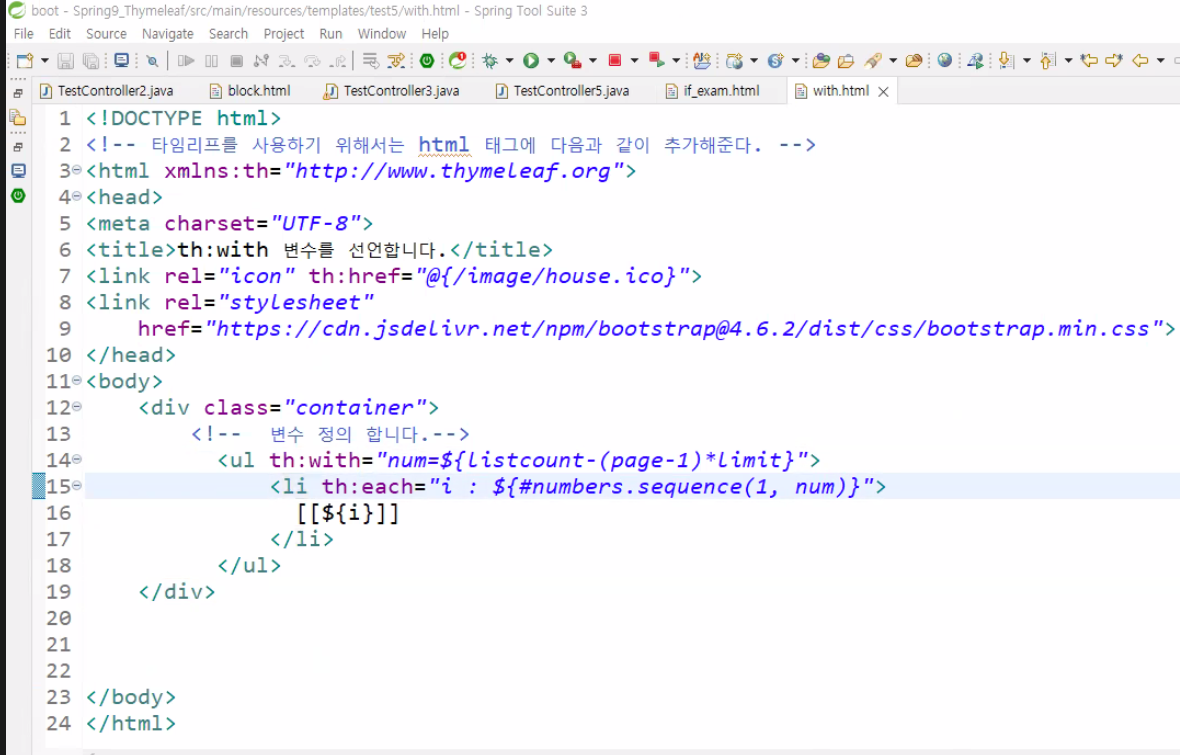 boot - Spring9_Thymeleaf/src/main/resources/templates/test5/with.html - Spring Tool Suite 3
File Edit Source Navigate Search Project Run Window Help
TestController2.java block.html TestController3.java TestController5.java if_exam.html with.html
1 <!DOCTYPE html>
2 <!-- 타임리프를 사용하기 위해서는 html 태그에 다음과 같이 추가해준다. -->
3 <html xmlns:th="http://www.thymeleaf.org">
4 <head>
5 <meta charset="UTF-8">
6 <title>th:with 변수를 선언합니다.</title>
7 <link rel="icon" th:href="@{/image/house.ico}">
8 <link rel="stylesheet"
9 href="https://cdn.jsdelivr.net/npm/bootstrap@4.6.2/dist/css/bootstrap.min.css">
10 </head>
11 <body>
12 <div class="container">
13 <!-- 변수 정의 합니다.-->
14 <ul th:with="num=${listcount-(page-1)*limit}">
15 <li th:each="i : ${#numbers.sequence(1, num)}">
16 [[${i}]]
17 </li>
18 </ul>
19 </div>
20
21
22
23 </body>
24 </html>